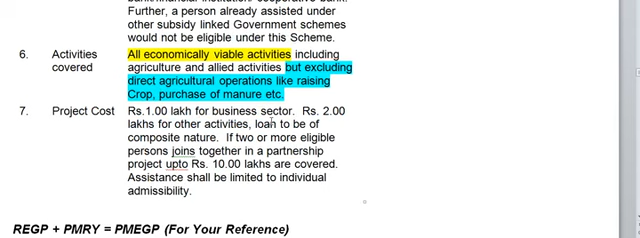 bank/financial institution/ cooperative bank.
Further, a person already assisted under
other subsidy linked Government schemes
would not be eligible under this Scheme.
6. Activities covered All economically viable activities including
agriculture and allied activities but excluding
direct agricultural operations like raising
Crop, purchase of manure etc.
7. Project Cost Rs.1.00 lakh for business sector. Rs. 2.00
lakhs for other activities, loan to be of
composite nature. If two or more eligible
persons joins together in a partnership
project upto Rs. 10.00 lakhs are covered.
Assistance shall be limited to individual
admissibility.
REGP + PMRY = PMEGP (For Your Reference)